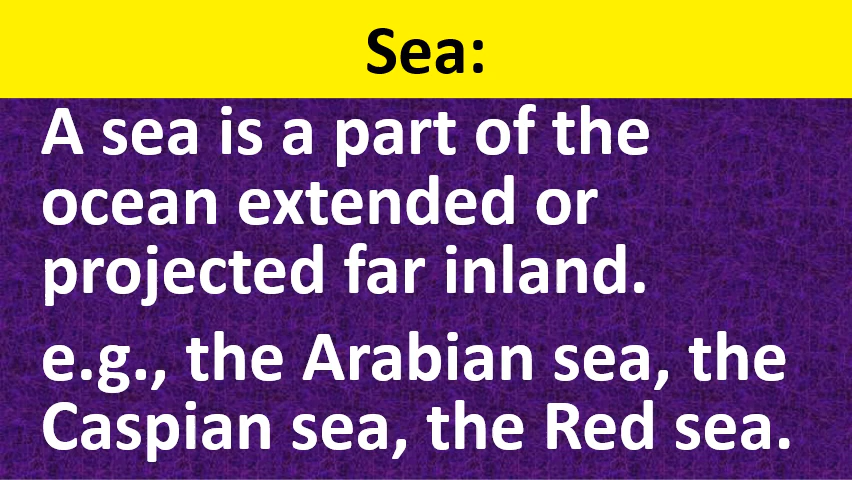 Sea:
A sea is a part of the
ocean extended or
projected far inland.
e.g., the Arabian sea, the
Caspian sea, the Red sea.